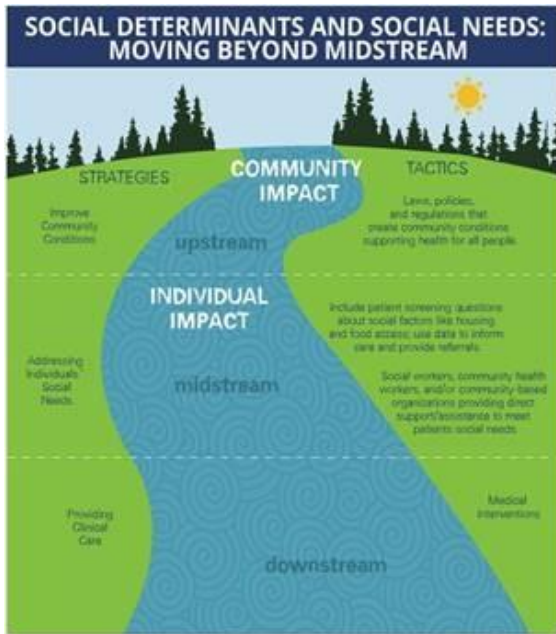 SOCIAL DETERMINANTS AND SOCIAL NEEDS:
MOVING BEYOND MIDSTREAM
STRATEGIES
COMMUNITY
IMPACT
TACTICS
Improve
Community
Conditions
upstream
Laws, policies,
and regulations that
create community conditions
supporting health for all people.
INDIVIDUAL
IMPACT
Include patient screening questions
about social factors like housing
and food access; use data to inform
care and provide referrals.
Addressing
Individuals'
Social
Needs.
midstream
Social workers, community health
workers, and/or community-based
organizations providing direct
support/assistance to meet
patients social needs
Providing
Clinical
Care
Medical
Interventions
downstream